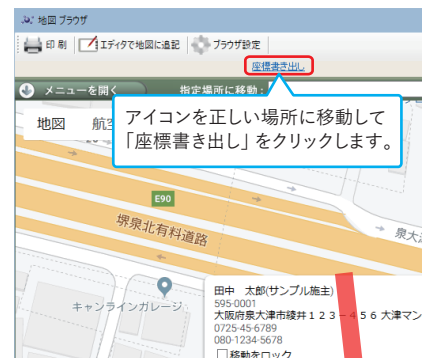 地図 ブラウザ
印 刷 エディタで地図に追記 ブラウザ設定
座標書き出し
メニューを開く 指定場所に移動:
アイコンを正しい場所に移動して
「座標書き出し」をクリックします。
地図 航空
E90
堺泉北有料道路
泉大津
キャンラインガレージ
田中 太郎(サンプル施主)
595-0001
大阪府泉大津市綾井１２３－４５６ 大津マン
0725-45-6789
080-1234-5678
移動をロック